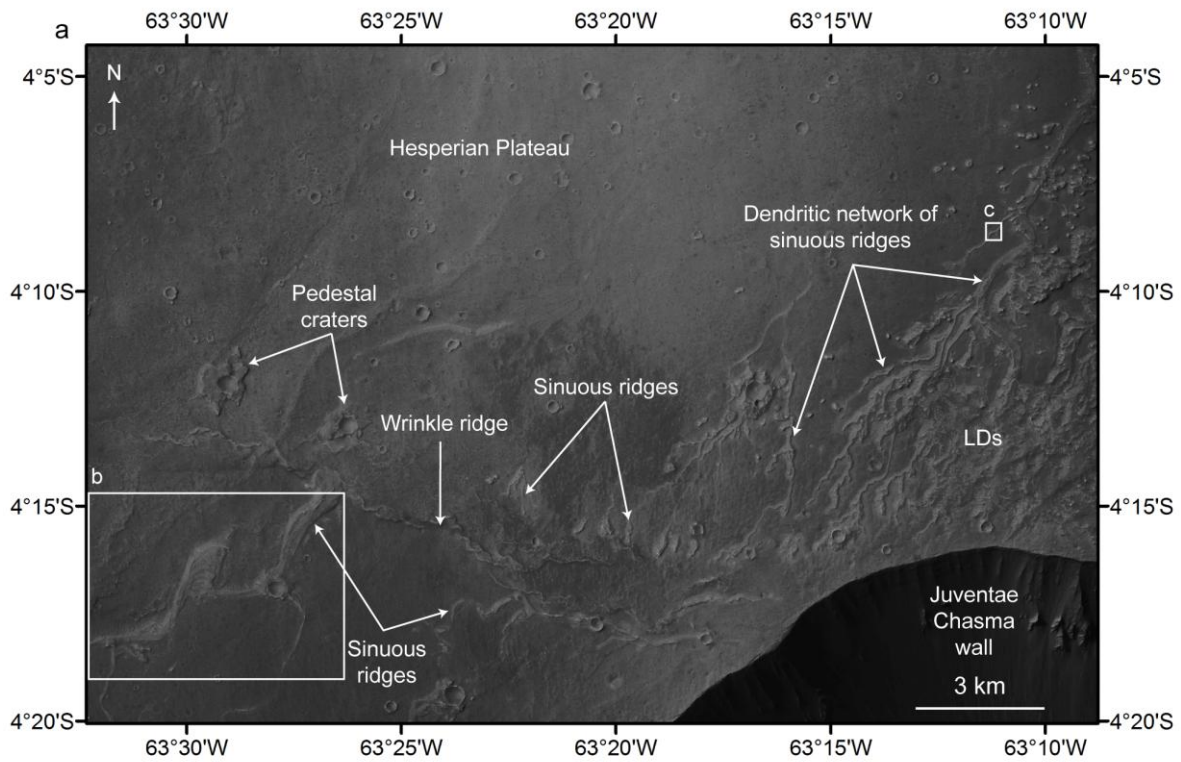 a
63°30'W 63°25'W 63°20'W 63°15'W 63°10'W
4°5'S 4°5'S
N
Hesperian Plateau
c
Dendritic network of
sinuous ridges
4°10'S 4°10'S
Pedestal
craters
Sinuous ridges
Wrinkle ridge
LDs
b
4°15'S 4°15'S
Juventae
Chasma
wall
Sinuous
ridges
3 km
4°20'S 4°20'S
63°30'W 63°25'W 63°20'W 63°15'W 63°10'W